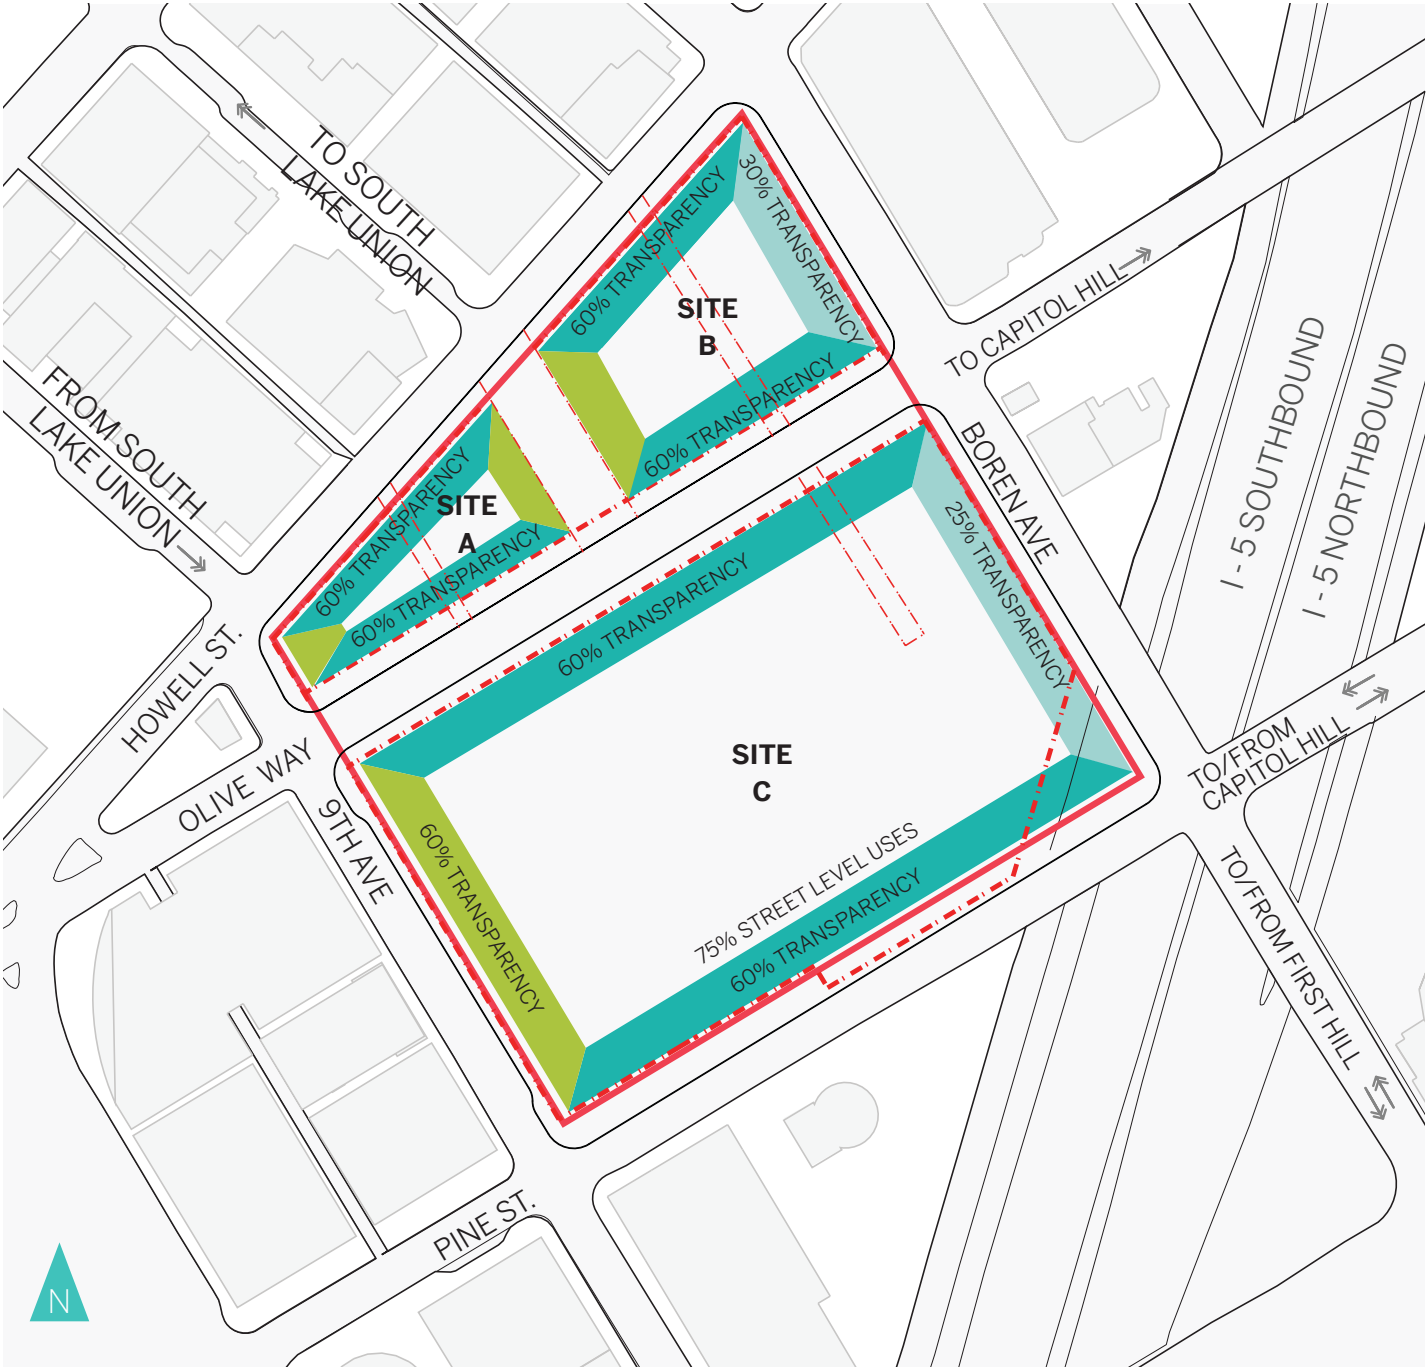 TO SOUTH
LAKE UNION
FROM SOUTH
LAKE UNION
60% TRANSPARENCY
30% TRANSPARENCY
SITE
B
60% TRANSPARENCY
TO CAPITOL HILL
60% TRANSPARENCY
SITE
A
60% TRANSPARENCY
BOREN AVE
I - 5 SOUTHBOUND
I - 5 NORTHBOUND
60% TRANSPARENCY
25% TRANSPARENCY
HOWELL ST.
OLIVE WAY
9TH AVE
SITE
C
TO/FROM
CAPITOL HILL
60% TRANSPARENCY
75% STREET LEVEL USES
60% TRANSPARENCY
TO/FROM FIRST HILL
PINE ST.
N